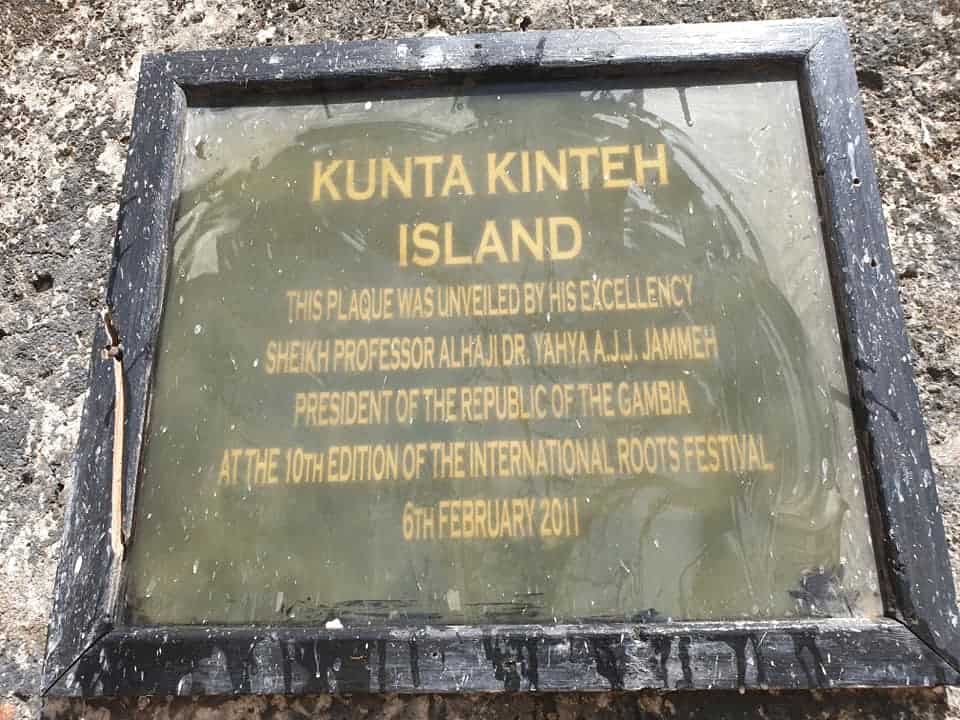 KUNTA KINTEH
ISLAND
THIS PLAQUE WAS UNVEILED BY HIS EXCELLENCY
SHEIKH PROFESSOR ALHAJI DR. YAHYA A.J.J. JAMMEH
PRESIDENT OF THE REPUBLIC OF THE GAMBIA
AT THE 10TH EDITION OF THE INTERNATIONAL ROOTS FESTIVAL
6TH FEBRUARY 2011